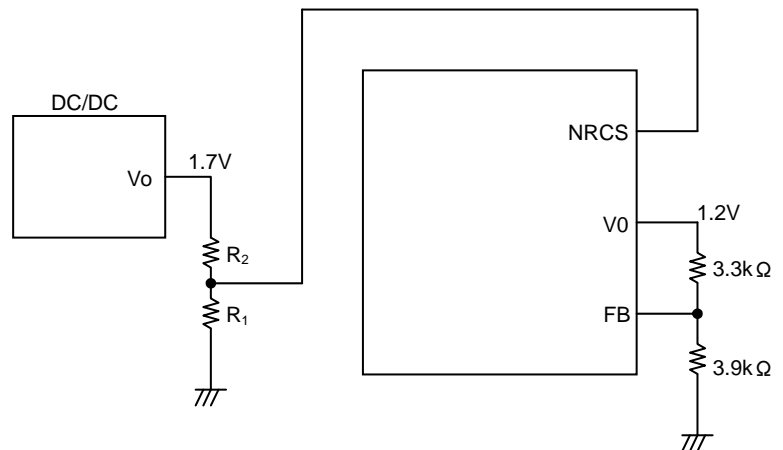 DC/DC
Vo
1.7V
R2
R1
NRCS
V0
1.2V
3.3kΩ
FB
3.9kΩ